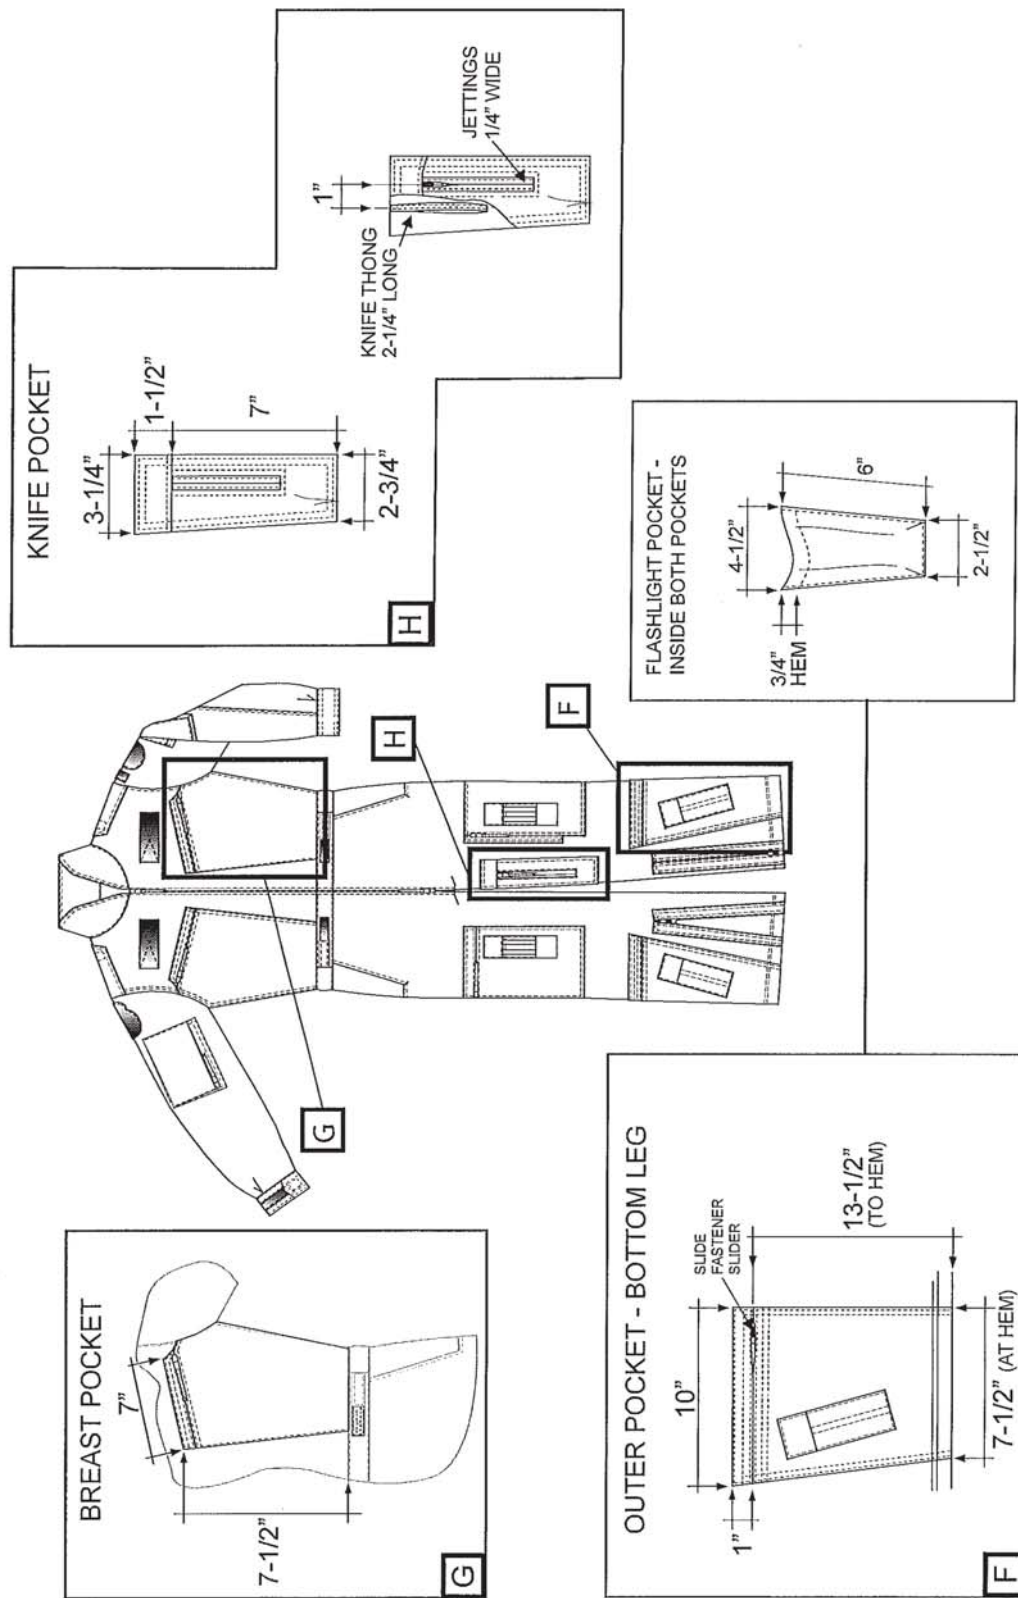 BREAST POCKET
7"
7-1/2"
G
G
H
F
KNIFE POCKET
3-1/4"
1-1/2"
7"
2-3/4"
KNIFE THONG
2-1/4" LONG
1"
JETTINGS
1/4" WIDE
H
OUTER POCKET - BOTTOM LEG
10"
1"
SLIDE
FASTENER
SLIDER
13-1/2"
(TO HEM)
7-1/2" (AT HEM)
F
FLASHLIGHT POCKET -
INSIDE BOTH POCKETS
4-1/2"
3/4"
HEM
6"
2-1/2"